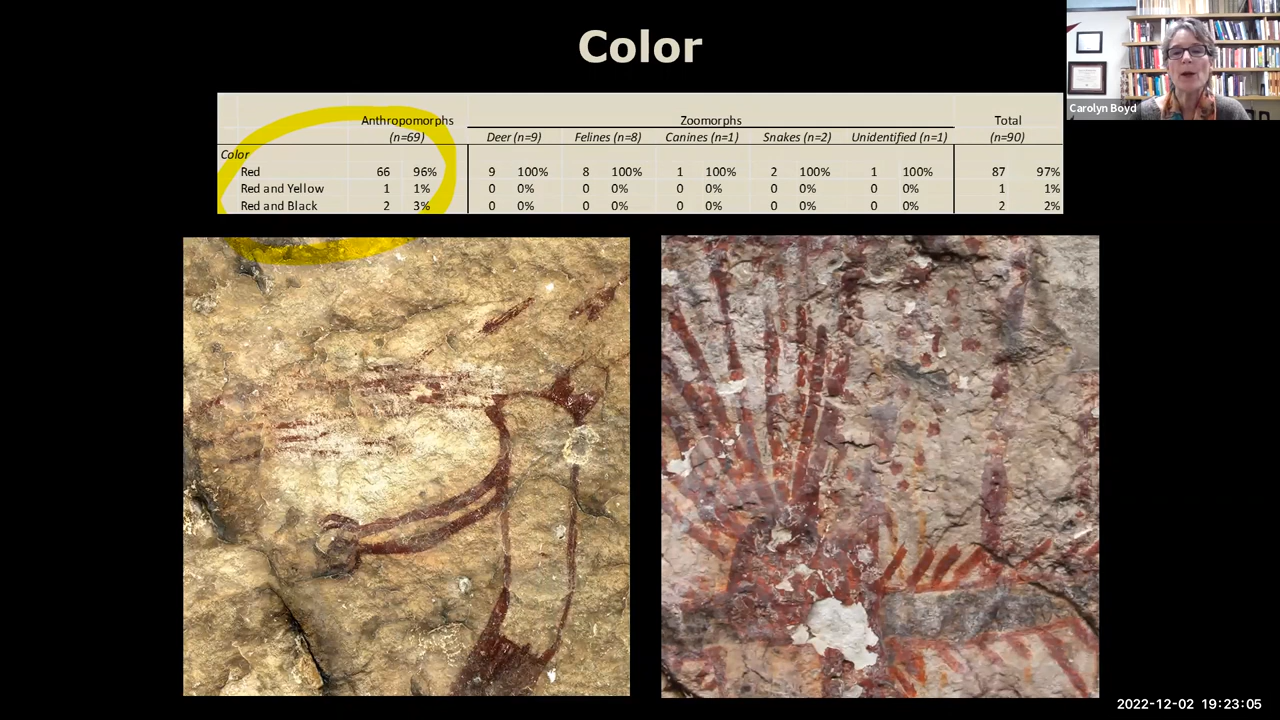 Color
Carolyn Boyd
Anthropomorphs Zoomorphs Total
(n=69) Deer (n=9) Felines (n=8) Canines (n=1) Snakes (n=2) Unidentified (n=1) (n=90)
Color
Red 66 96% 9 100% 8 100% 1 100% 2 100% 1 100% 87 97%
Red and Yellow 1 1% 0 0% 0 0% 0 0% 0 0% 0 0% 1 1%
Red and Black 2 3% 0 0% 0 0% 0 0% 0 0% 0 0% 2 2%
2022-12-02 19:23:05